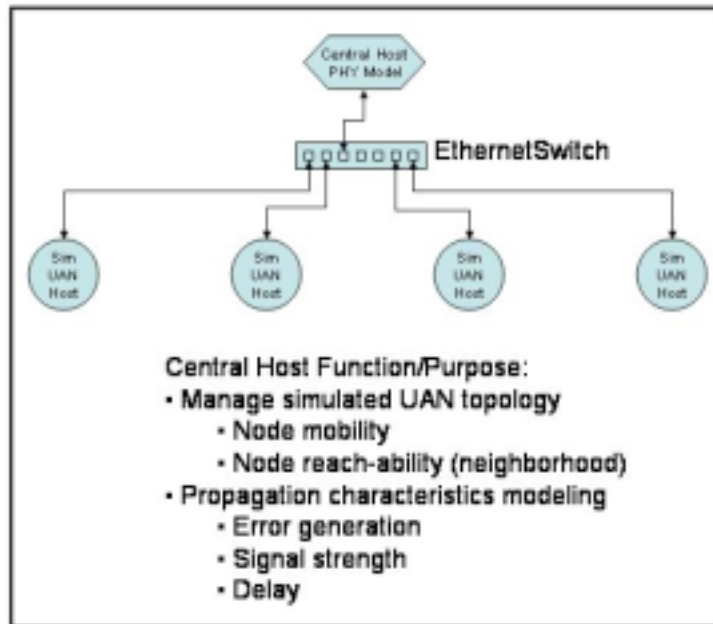 Central Host
PHY Model
EthernetSwitch
Sim
UAN
Host
Sim
UAN
Host
Sim
UAN
Host
Sim
UAN
Host
Central Host Function/Purpose:
▪ Manage simulated UAN topology
▪ Node mobility
▪ Node reach-ability (neighborhood)
▪ Propagation characteristics modeling
▪ Error generation
▪ Signal strength
▪ Delay